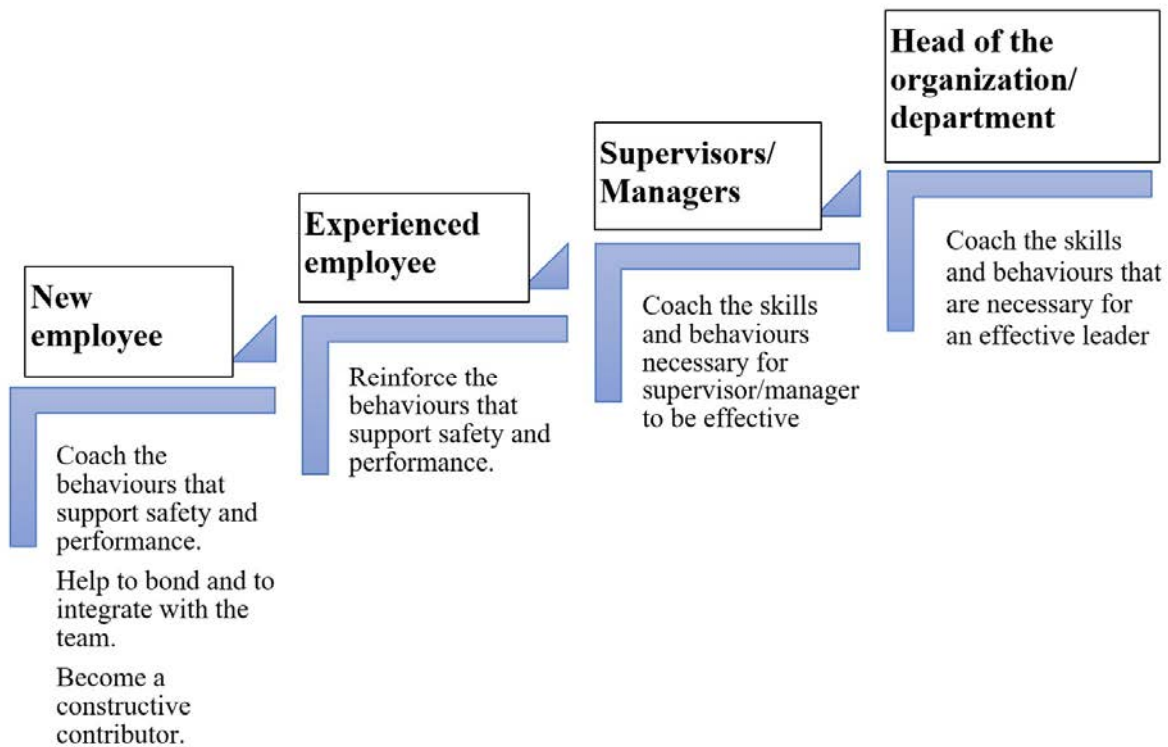 New
employee
Coach the
behaviours that
support safety and
performance.
Help to bond and to
integrate with the
team.
Become a
constructive
contributor.
Experienced
employee
Reinforce the
behaviours that
support safety and
performance.
Supervisors/
Managers
Coach the skills
and behaviours
necessary for
supervisor/manager
to be effective
Head of the
organization/
department
Coach the skills
and behaviours that
are necessary for
an effective leader